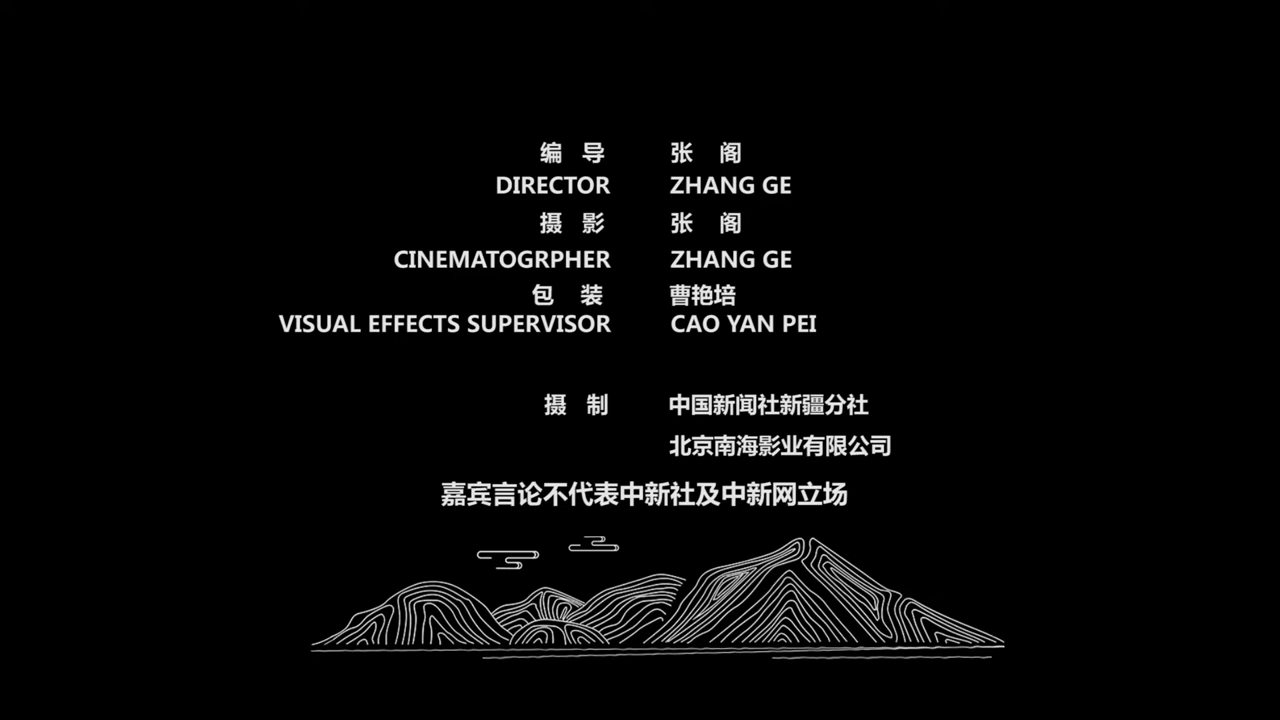 编 导 张 阁
DIRECTOR ZHANG GE
摄 影 张 阁
CINEMATOGRPHER ZHANG GE
包 装 曹艳培
VISUAL EFFECTS SUPERVISOR CAO YAN PEI
摄 制 中国新闻社新疆分社
北京南海影业有限公司
嘉宾言论不代表中新社及中新网立场